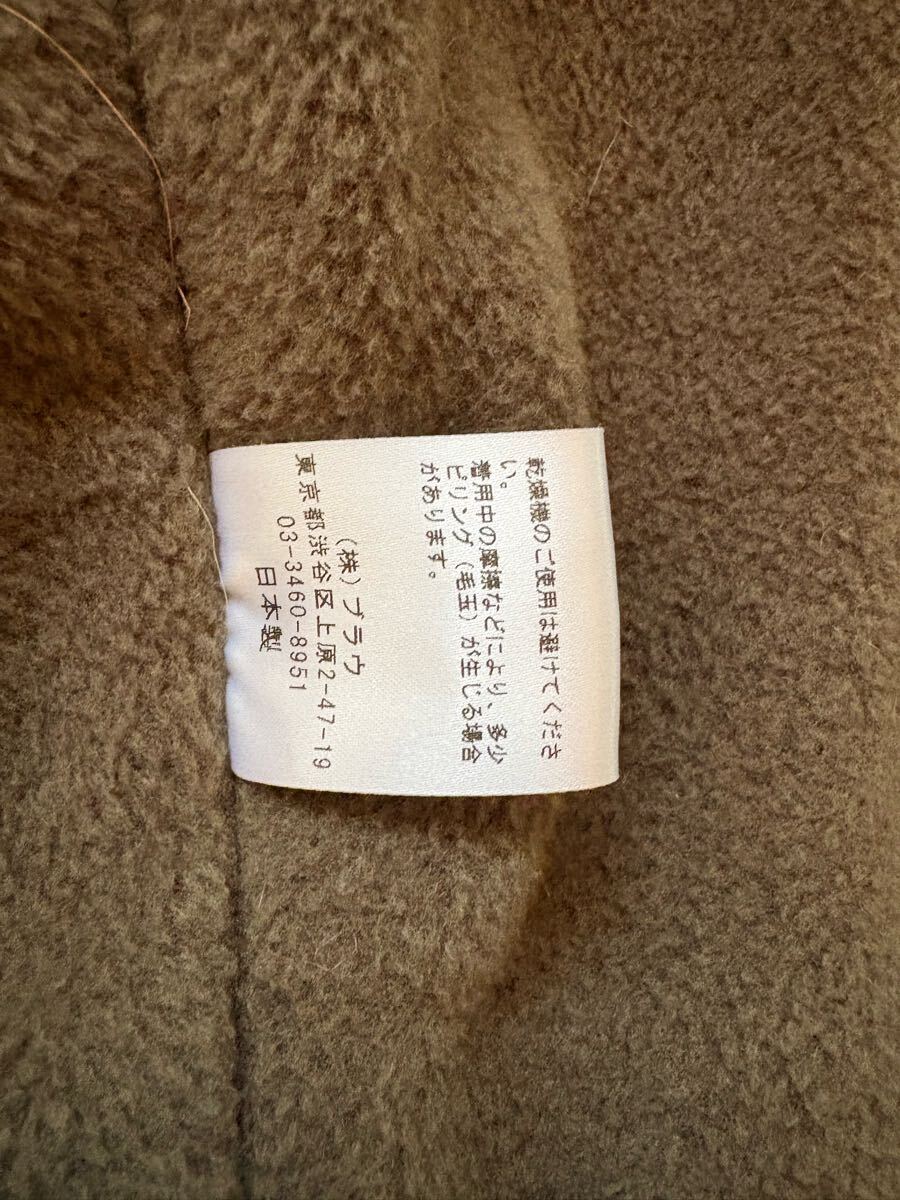 乾燥機のご使用は避けてくださ
い。
着用中の摩擦などにより、多少
ピリング（毛玉）が生じる場合
があります。
（株）ブラウ
東京都渋谷区上原2-47-19
03-3460-8951
日本製